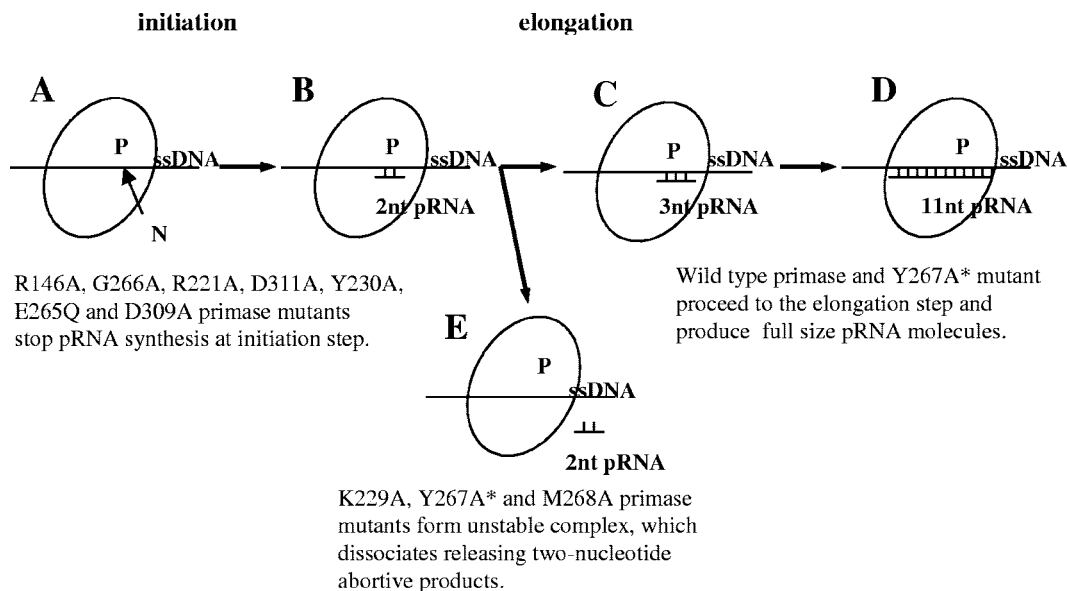 initiation
elongation
A
B
C
D
P
P
P
P
ssDNA
ssDNA
ssDNA
ssDNA
N
2nt pRNA
3nt pRNA
11nt pRNA
R146A, G266A, R221A, D311A, Y230A,
E265Q and D309A primase mutants
stop pRNA synthesis at initiation step.
Wild type primase and Y267A* mutant
proceed to the elongation step and
produce full size pRNA molecules.
E
P
ssDNA
2nt pRNA
K229A, Y267A* and M268A primase
mutants form unstable complex, which
dissociates releasing two-nucleotide
abortive products.